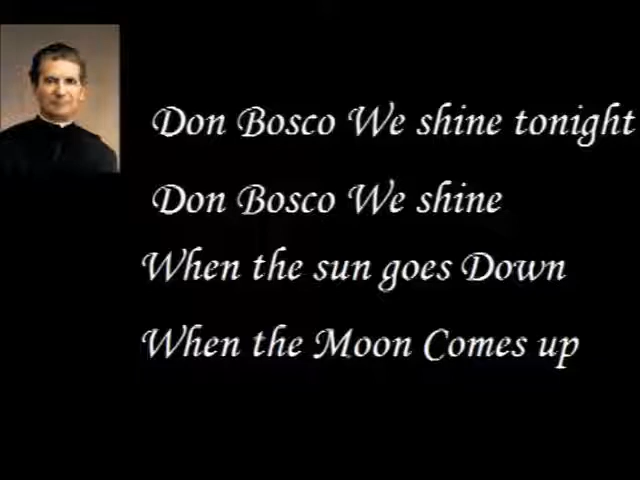 Don Bosco We shine tonight
Don Bosco We shine
When the sun goes Down
When the Moon Comes up